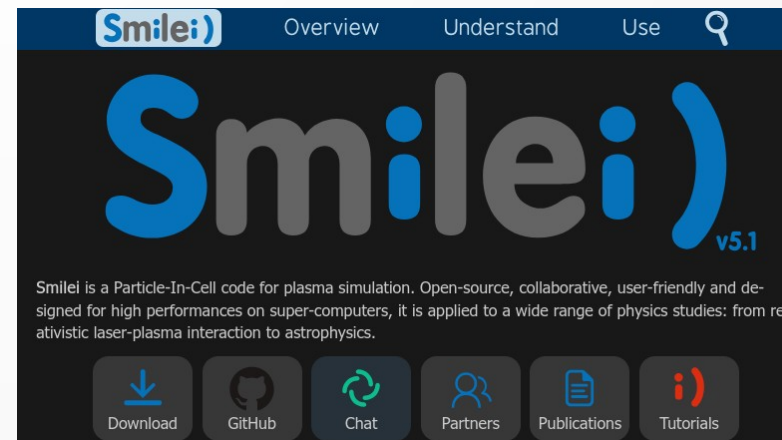 Smilei) Overview Understand Use
Smilei)
v5.1
Smilei is a Particle-In-Cell code for plasma simulation. Open-source, collaborative, user-friendly and de-
signed for high performances on super-computers, it is applied to a wide range of physics studies: from re
ativistic laser-plasma interaction to astrophysics.
Download GitHub Chat Partners Publications Tutorials